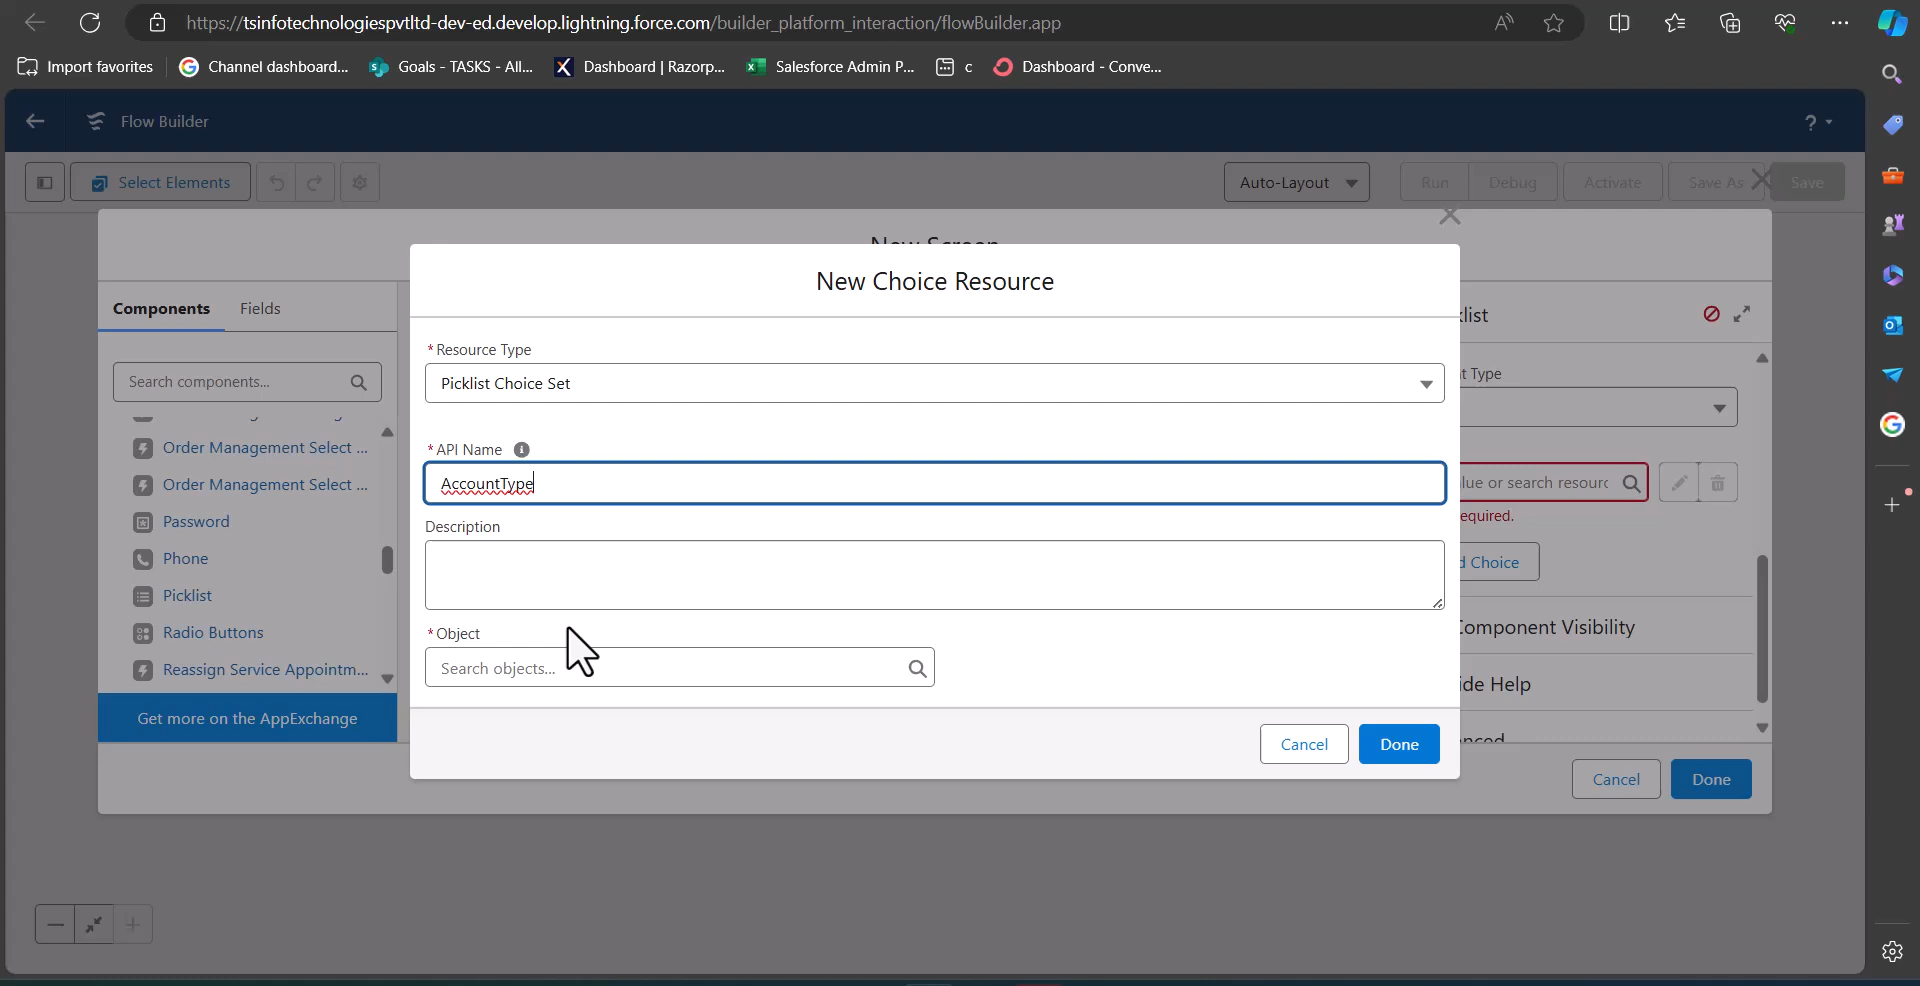 https://tsinfotechnologiespvtltd-dev-ed.develop.lightning.force.com/builder_platform_interaction/flowBuilder.app
Import favorites
Channel dashboard...
Goals - TASKS - All...
Dashboard | Razorp...
Salesforce Admin P...
c
Dashboard - Conve...
Flow Builder
?
Select Elements
Auto-Layout
Run
Debug
Activate
Save As
Save
New Screen
New Choice Resource
Components
Fields
klist
* Resource Type
Picklist Choice Set
t Type
Search components...
* API Name
AccountType
Order Management Select ...
Order Management Select ...
lue or search resourc
equired.
Password
Description
Phone
d Choice
Picklist
Radio Buttons
* Object
Component Visibility
Search objects...
Reassign Service Appointm...
ide Help
Get more on the AppExchange
Cancel
Done
Cancel
Done